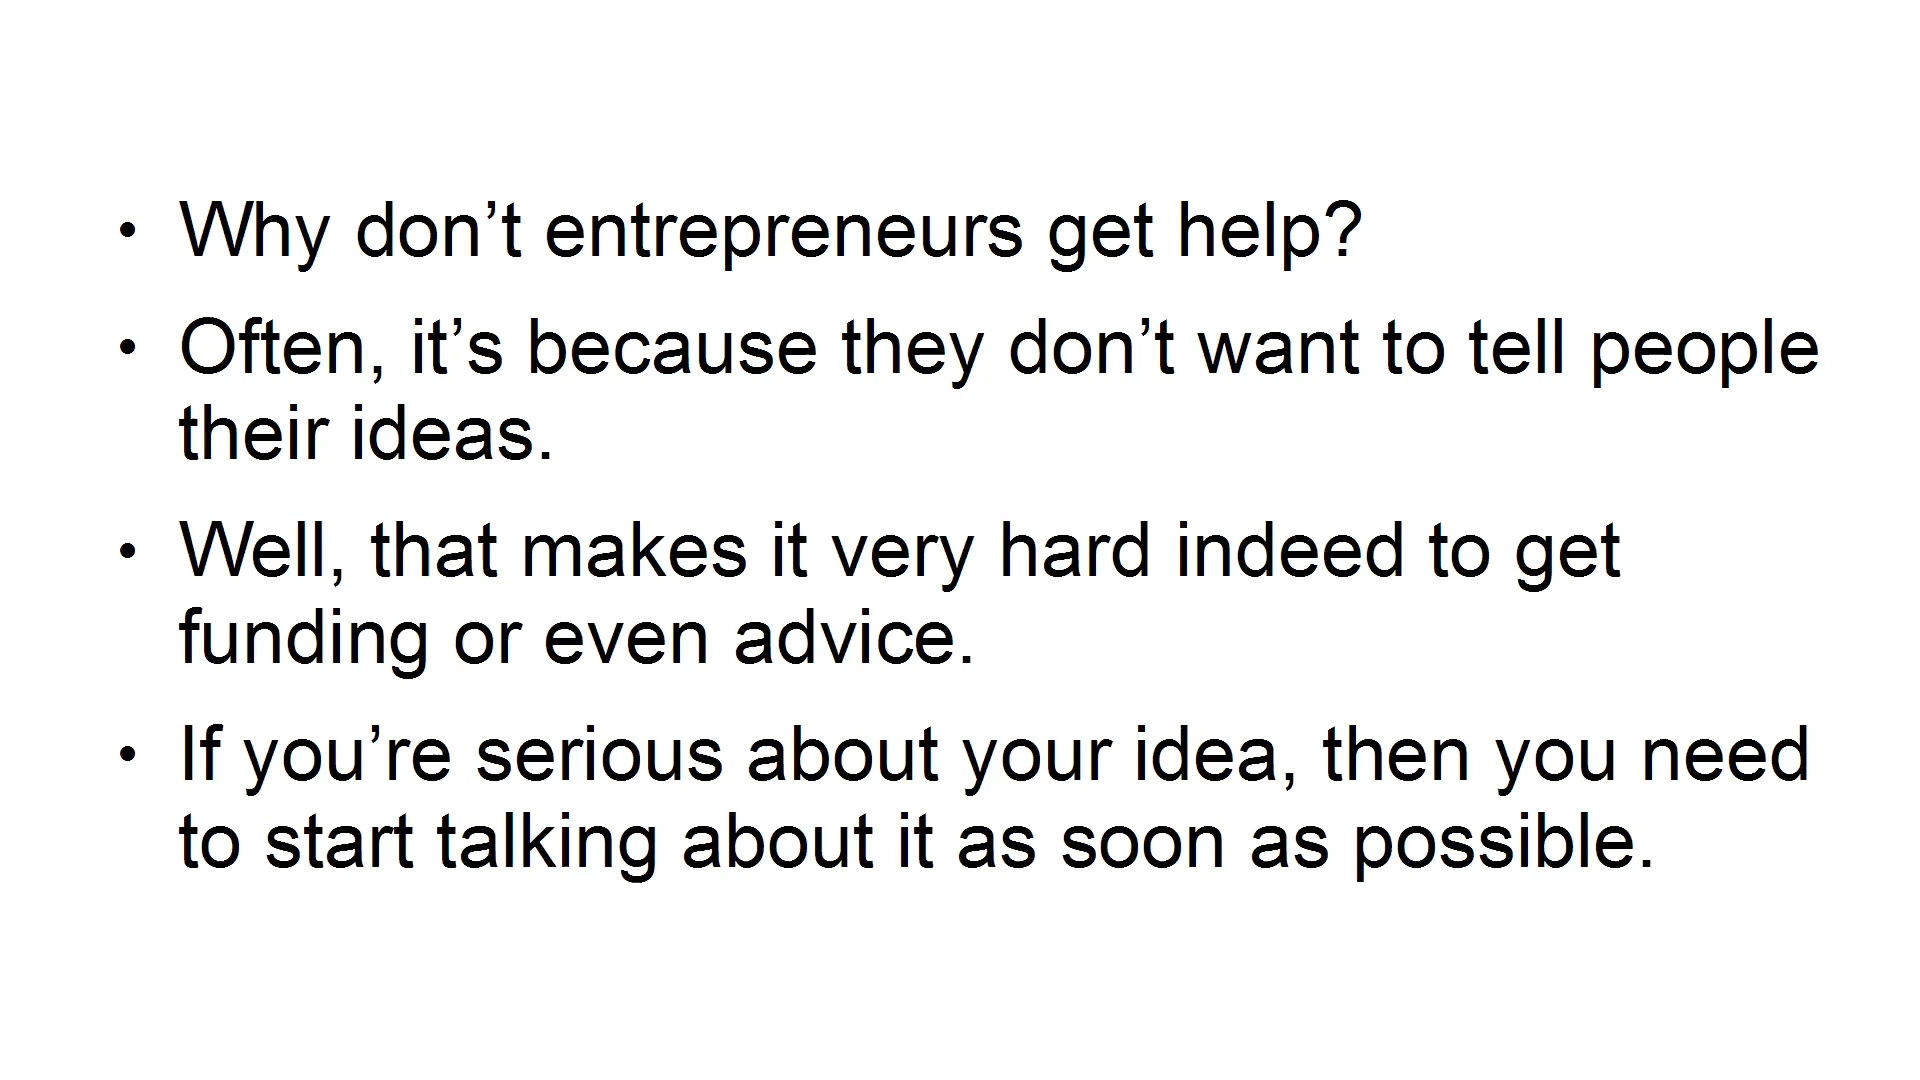 • Why don’t entrepreneurs get help?
• Often, it’s because they don’t want to tell people
their ideas.
• Well, that makes it very hard indeed to get
funding or even advice.
• If you’re serious about your idea, then you need
to start talking about it as soon as possible.